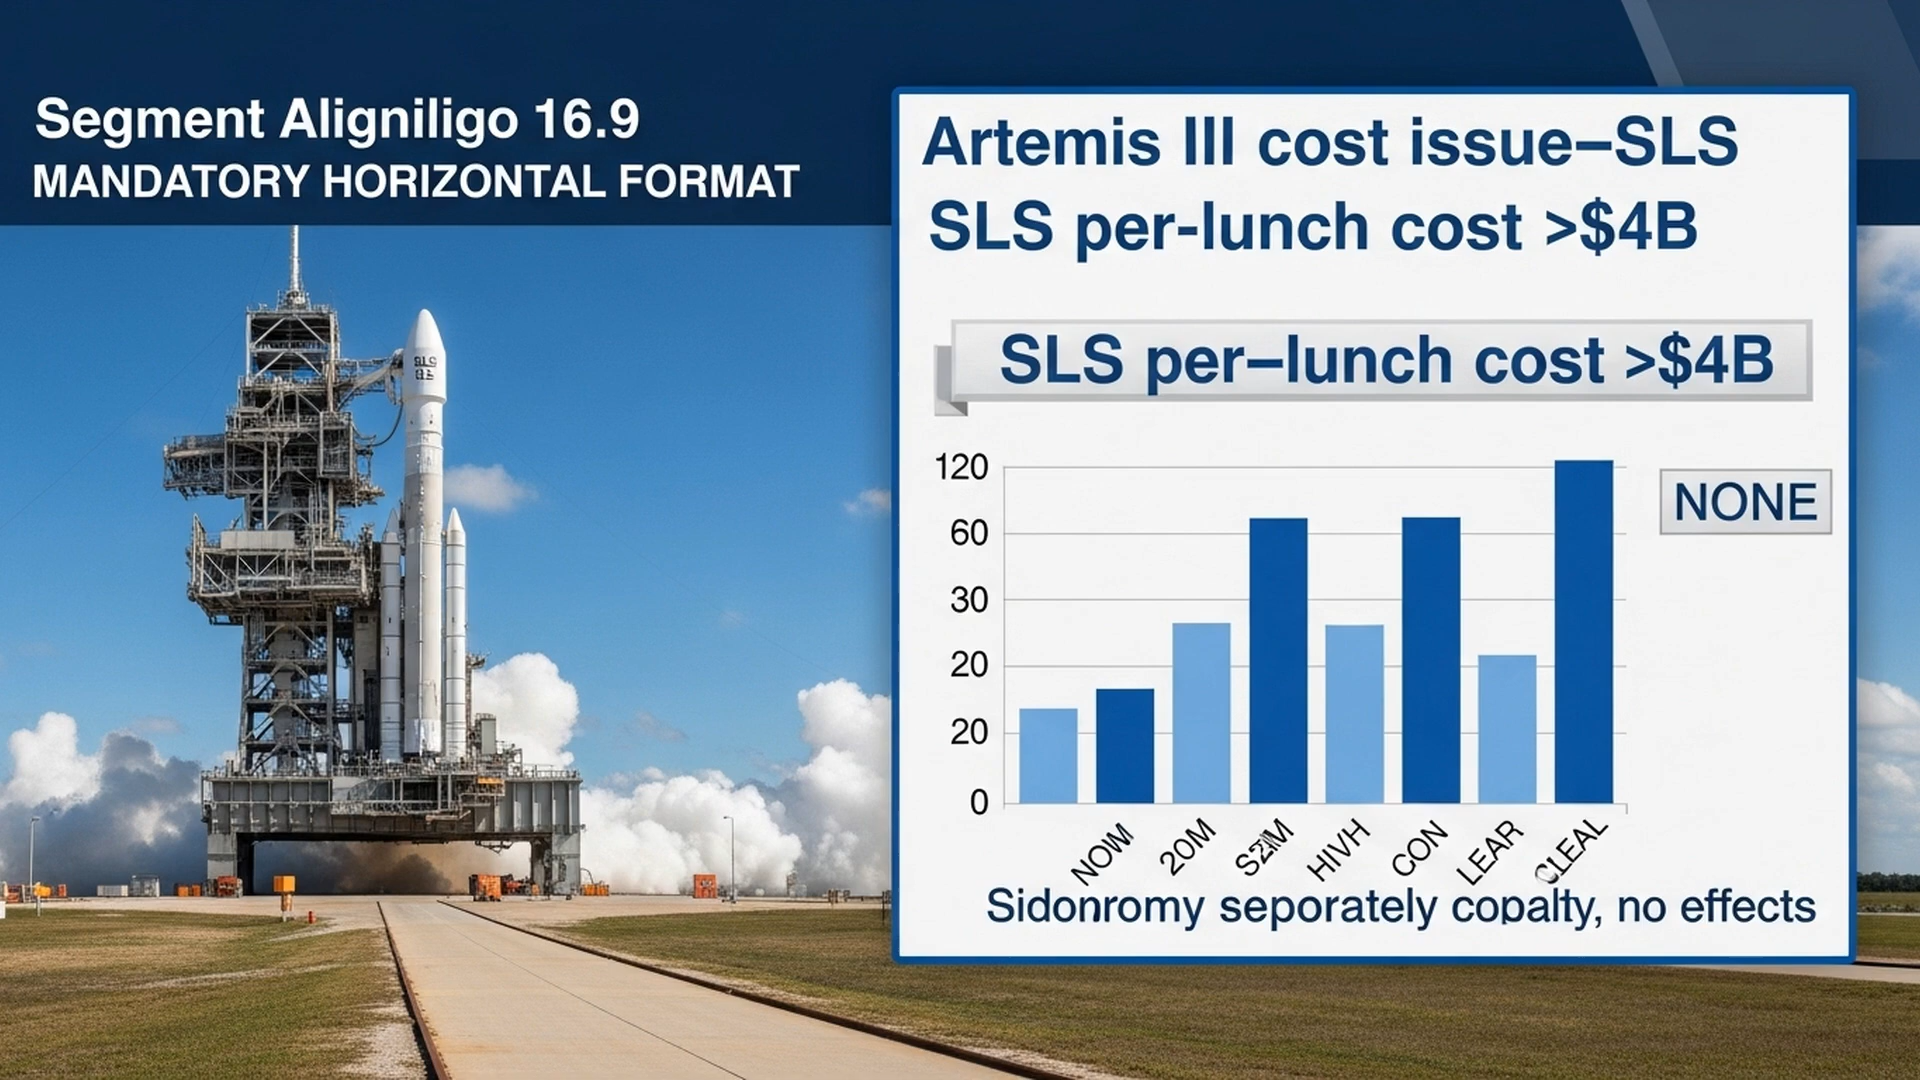 Segment Aligniligo 16.9
MANDATORY HORIZONTAL FORMAT
Artemis III cost issue–SLS
SLS per-lunch cost >$4B
SLS per–lunch cost >$4B
120
60
30
20
20
0
NONE
NOW
20M
HIVH
CON
LEAR
CLEAL
Sidonromy seporately copalty, no effects